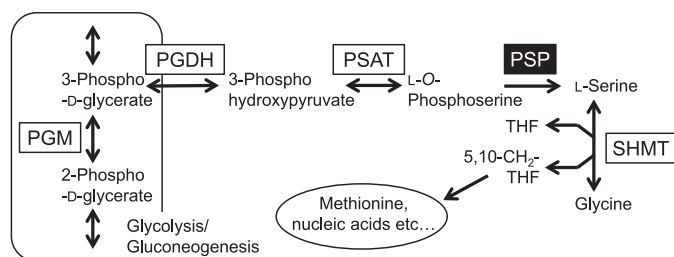 PGDH
PSAT
PSP
3-Phospho
-D-glycerate
3-Phospho
hydroxypyruvate
L-O-
Phosphoserine
L-Serine
PGM
THF
5,10-CH2-
THF
SHMT
2-Phospho
-D-glycerate
Methionine,
nucleic acids etc…
Glycine
Glycolysis/
Gluconeogenesis